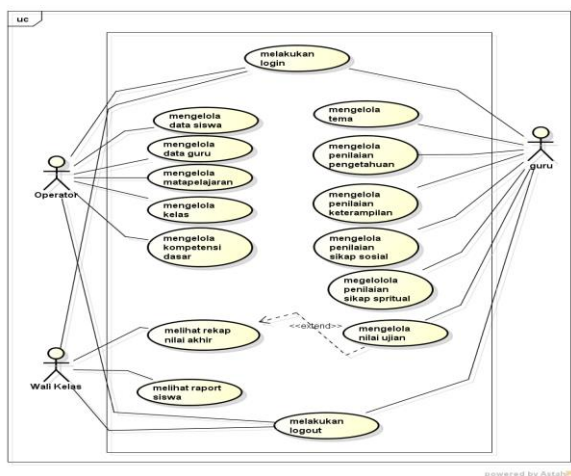 uc
melakukan
login
mengelola
data siswa
mengelola
data guru
mengelola
matapelajaran
mengelola
kelas
mengelola
kompetensi
dasar
mengelola
tema
mengelola
penilaian
pengetahuan
mengelola
penilaian
keterampilan
mengelola
penilaian
sikap sosial
megelolola
penilaian
sikap spritual
Operator
guru
melihat rekap
nilai akhir
<<extend>>
mengelola
nilai ujian
Wali Kelas
melihat raport
siswa
melakukan
logout
powered by Astah